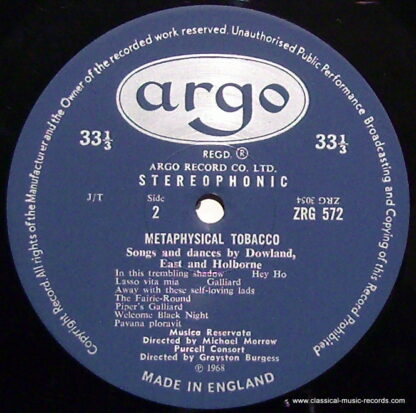 Copyright Record All rights of the Manufacturer and the Owner of the recorded work reserved. Unauthorised Public Performance Broadcasting and Copying of this Record Prohibited
argo
33⅓
33⅓
REGD. ®
ARGO RECORD CO. LTD.
STEREOPHONIC
J/T
Side
2
ZRG 3054
ZRG 572
METAPHYSICAL TOBACCO
Songs and dances by Dowland,
East and Holborne
In this trembling shadow Hey Ho
Lasso vita mia Galliard
Away with these self-loving lads
The Fairie-Round
Piper's Galliard
Welcome Black Night
Pavana ploravit
Musica Reservata
Directed by Michael Morrow
Purcell Consort
Directed by Grayston Burgess
Ⓟ 1968
MADE IN ENGLAND
www.classical-music-records.com